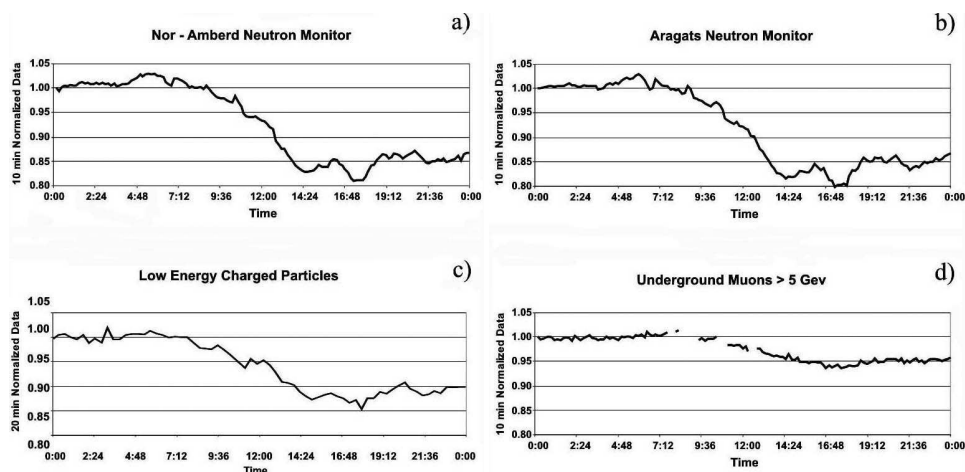 a)
Nor - Amberd Neutron Monitor
10 min Normalized Data
1.05
1.00
0.95
0.90
0.85
0.80
0:00 2:24 4:48 7:12 9:36 12:00 14:24 16:48 19:12 21:36 0:00
Time
b)
Aragats Neutron Monitor
10 min Normalized Data
1.05
1.00
0.95
0.90
0.85
0.80
0:00 2:24 4:48 7:12 9:36 12:00 14:24 16:48 19:12 21:36 0:00
Time
c)
Low Energy Charged Particles
20 min Normalized Data
1.05
1.00
0.95
0.90
0.85
0.80
0:00 2:24 4:48 7:12 9:36 12:00 14:24 16:48 19:12 21:36 0:00
Time
d)
Underground Muons > 5 Gev
10 min Normalized Data
1.05
1.00
0.95
0.90
0.85
0.80
0:00 2:24 4:48 7:12 9:36 12:00 14:24 16:48 19:12 21:36 0:00
Time